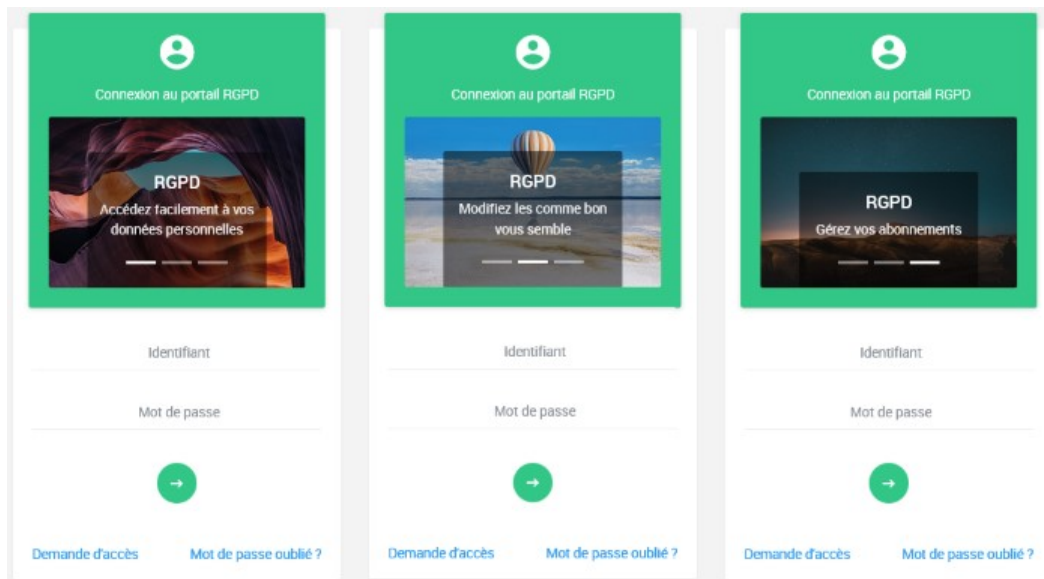 Connexion au portail RGPD
RGPD
Accédez facilement à vos
données personnelles
Identifiant
Mot de passe
→
Demande d'accès
Mot de passe oublié ?
Connexion au portail RGPD
RGPD
Modifiez les comme bon
vous semble
Identifiant
Mot de passe
→
Demande d'accès
Mot de passe oublié ?
Connexion au portail RGPD
RGPD
Gérez vos abonnements
Identifiant
Mot de passe
→
Demande d'accès
Mot de passe oublié ?